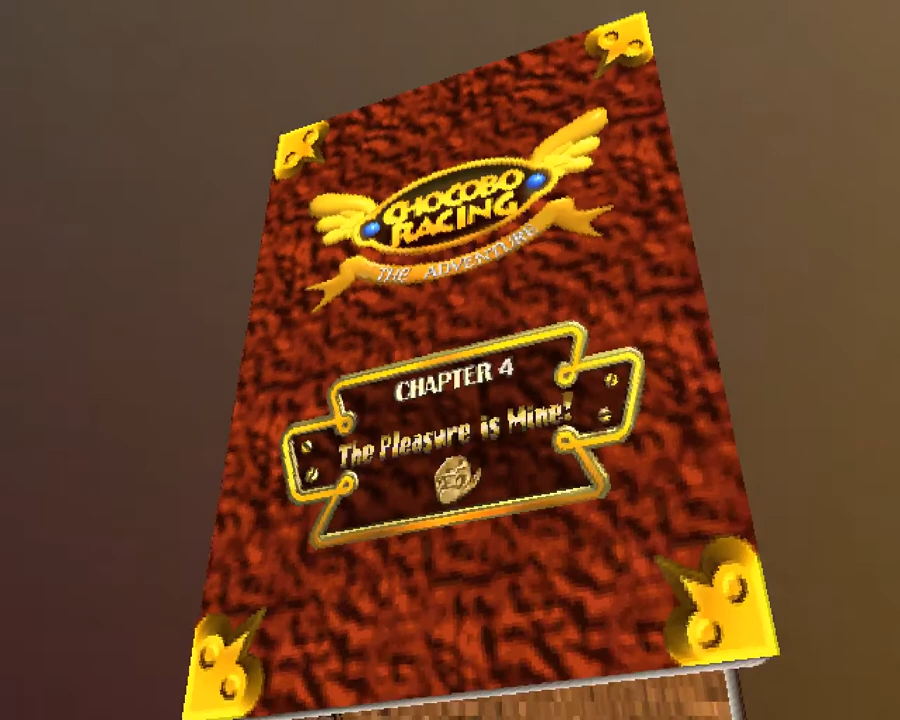 CHOCOBO
RACING
THE ADVENTURE
CHAPTER 4
The Pleasure is Mine!